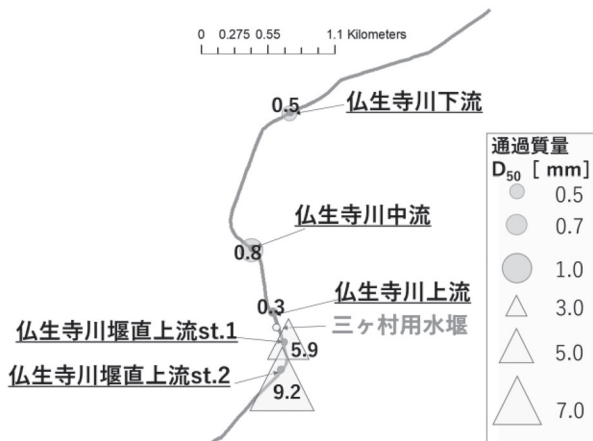 0 0.275 0.55 1.1 Kilometers
0.5
仏生寺川下流
通過質量
D50 [ mm]
0.5
0.7
1.0
3.0
5.0
7.0
仏生寺川中流
0.8
0.3
仏生寺川上流
三ヶ村用水堰
仏生寺川堰直上流st.1
5.9
仏生寺川堰直上流st.2
9.2